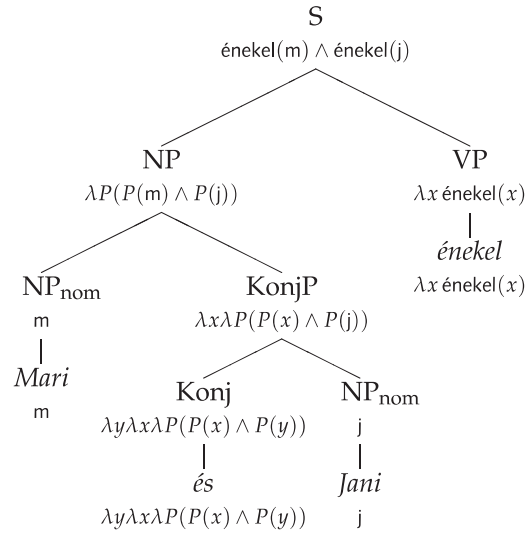 S
énekel(m) ∧ énekel(j)
NP VP
λP(P(m) ∧ P(j)) λx énekel(x)
énekel
NPnom KonjP λx énekel(x)
m λxλP(P(x) ∧ P(j))
Mari Konj NPnom
m λyλxλP(P(x) ∧ P(y)) j
és Jani
λyλxλP(P(x) ∧ P(y)) j